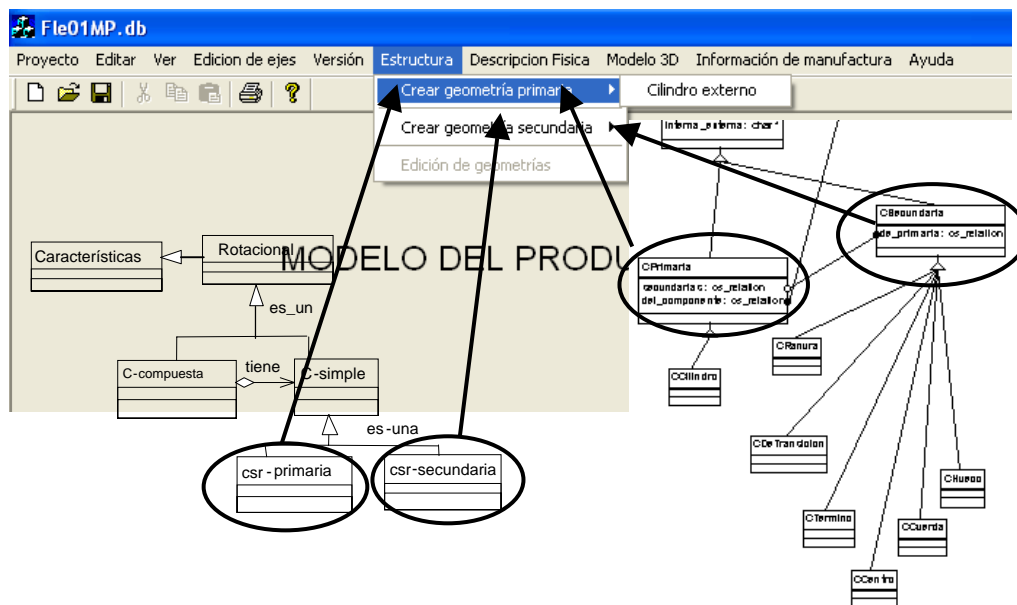 Fle01MP.db
Proyecto Editar Ver Edicion de ejes Versión Estructura Descripcion Fisica Modelo 3D Información de manufactura Ayuda
Crear geometría primaria
Cilindro externo
Crear geometría secundaria
Edición de geometrías
MODELO DEL PRODU
Características
Rotacional
es_un
C-compuesta
tiene
C-simple
es-una
csr-primaria
csr-secundaria
CSecundaria
de_primaria: os_relation
CPrimaria
secundarias: os_relation
del_componente: os_relation
CRanura
CCilindro
CDeTransicion
CHueco
CTermino
CCuerda
CCentro